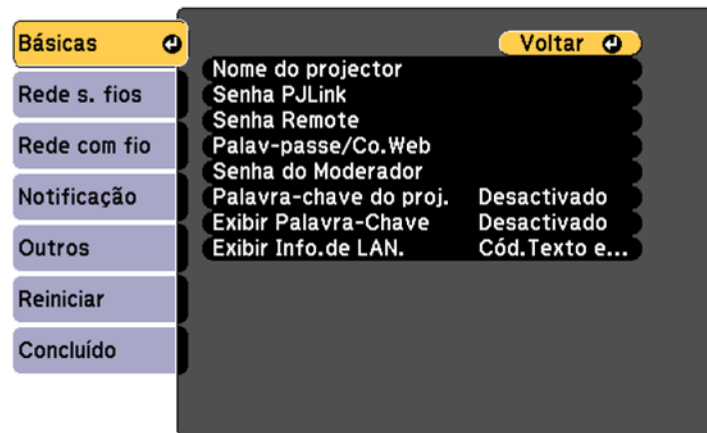 Básicas
Rede s. fios
Rede com fio
Notificação
Outros
Reiniciar
Concluído
Voltar
Nome do projector
Senha PJLink
Senha Remote
Palav-passe/Co.Web
Senha do Moderador
Palavra-chave do proj. Desactivado
Exibir Palavra-Chave Desactivado
Exibir Info.de LAN. Cód.Texto e...